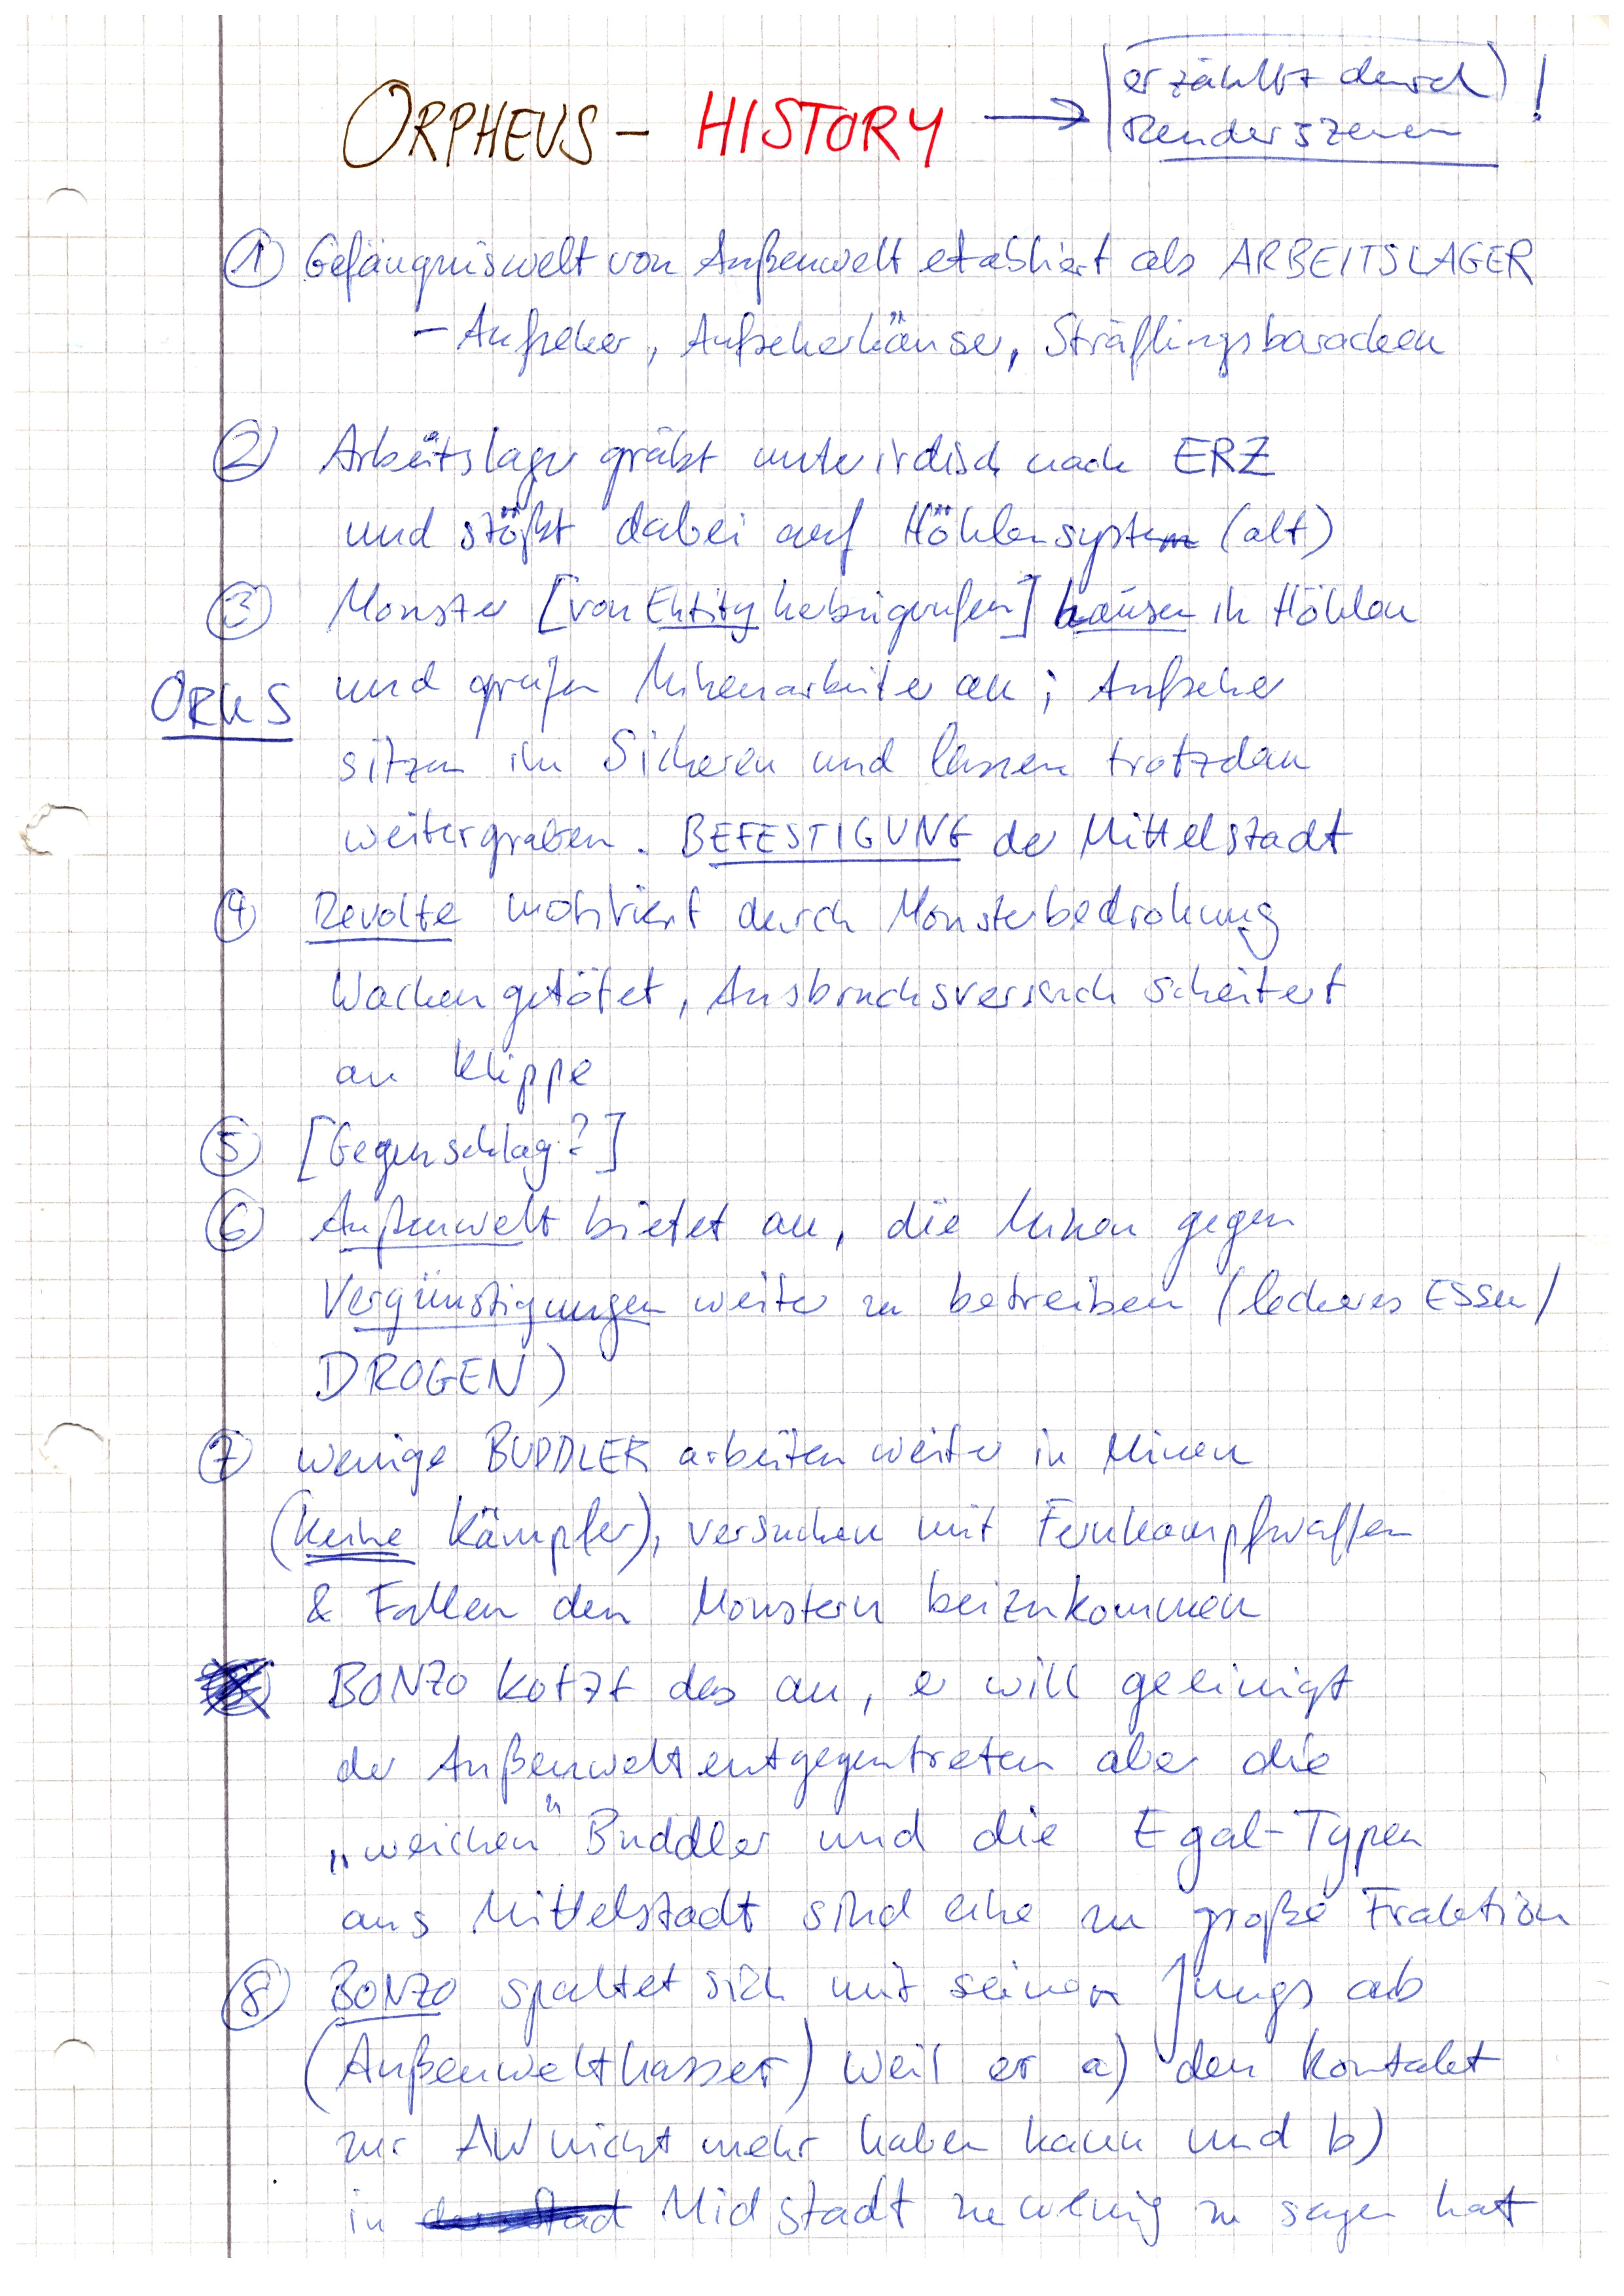 ORPHEUS - HISTORY → erzählt durch
Renderszenen !
① Gefängniswelt von Außenwelt etabliert als ARBEITSLAGER
- Aufseher, Aufseherhäuser, Sträflingsbaracken
② Arbeitslager gräbt unterirdisch nach ERZ
und stößt dabei auf Höhlensystem (alt)
③ Monster [von Entity herbeigerufen] hausen in Höhlen
ORKS
und greifen Minenarbeiter an; Aufseher
sitzen im Sicheren und lassen trotzdem
weitergraben. BEFESTIGUNG der Mittelstadt
④ Revolte motiviert durch Monsterbedrohung
Wachen getötet, Ausbruchsversuch scheitert
an Klippe
⑤ [Gegenschlag?]
⑥ Außenwelt bietet an, die Minen gegen
Vergünstigungen weiter zu betreiben (leckeres ESSen/
DROGEN)
⑦ wenige BUDDLER arbeiten weiter in Minen
(keine Kämpfer), versuchen mit Fernkampfwaffen
& Fallen den Monstern beizukommen
BONZO kotzt das an, er will geeinigt
der Außenwelt entgegentreten aber die
„weichen" Buddler und die Egal-Typen
aus Mittelstadt sind eine zu große Fraktion
⑧ BONZO spaltet sich mit seinen Jungs ab
(Außenwelthasser) weil er a) den Kontakt
zur AW nicht mehr haben kann und b)
in Midstadt zu wenig zu sagen hat